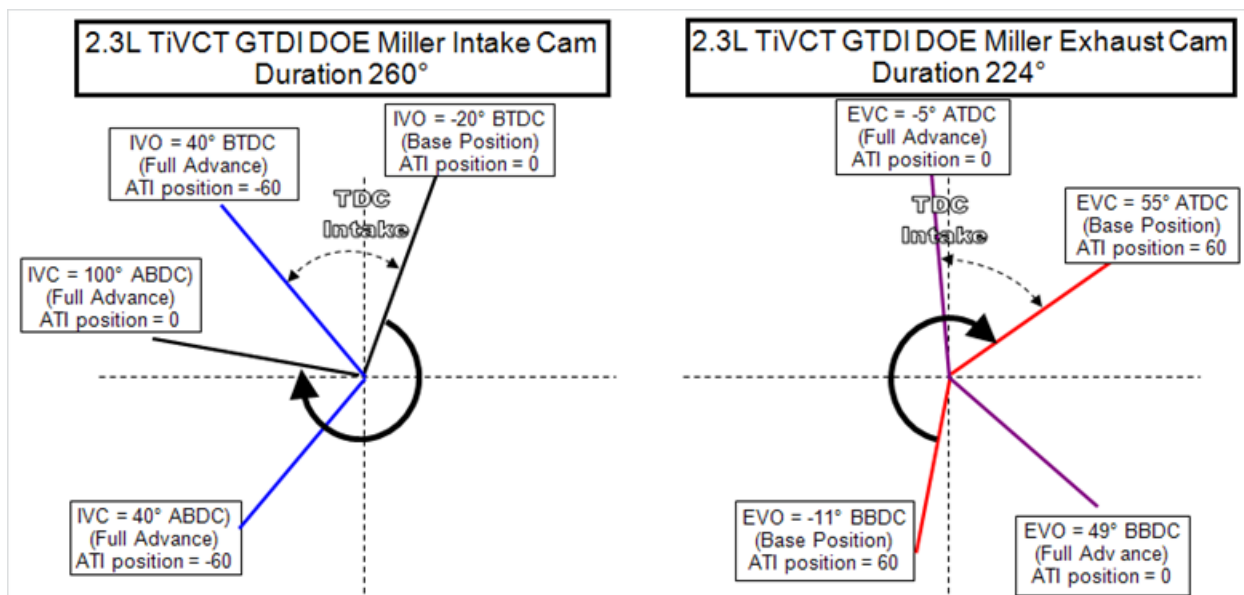 2.3L TiVCT GTDI DOE Miller Intake Cam
Duration 260°
IVO = 40° BTDC
(Full Advance)
ATI position = -60
IVO = -20° BTDC
(Base Position)
ATI position = 0
TDC
Intake
IVC = 100° ABDC)
(Full Advance)
ATI position = 0
IVC = 40° ABDC)
(Full Advance)
ATI position = -60
2.3L TiVCT GTDI DOE Miller Exhaust Cam
Duration 224°
EVC = -5° ATDC
(Full Advance)
ATI position = 0
TDC
Intake
EVC = 55° ATDC
(Base Position)
ATI position = 60
EVO = -11° BBDC
(Base Position)
ATI position = 60
EVO = 49° BBDC
(Full Advance)
ATI position = 0